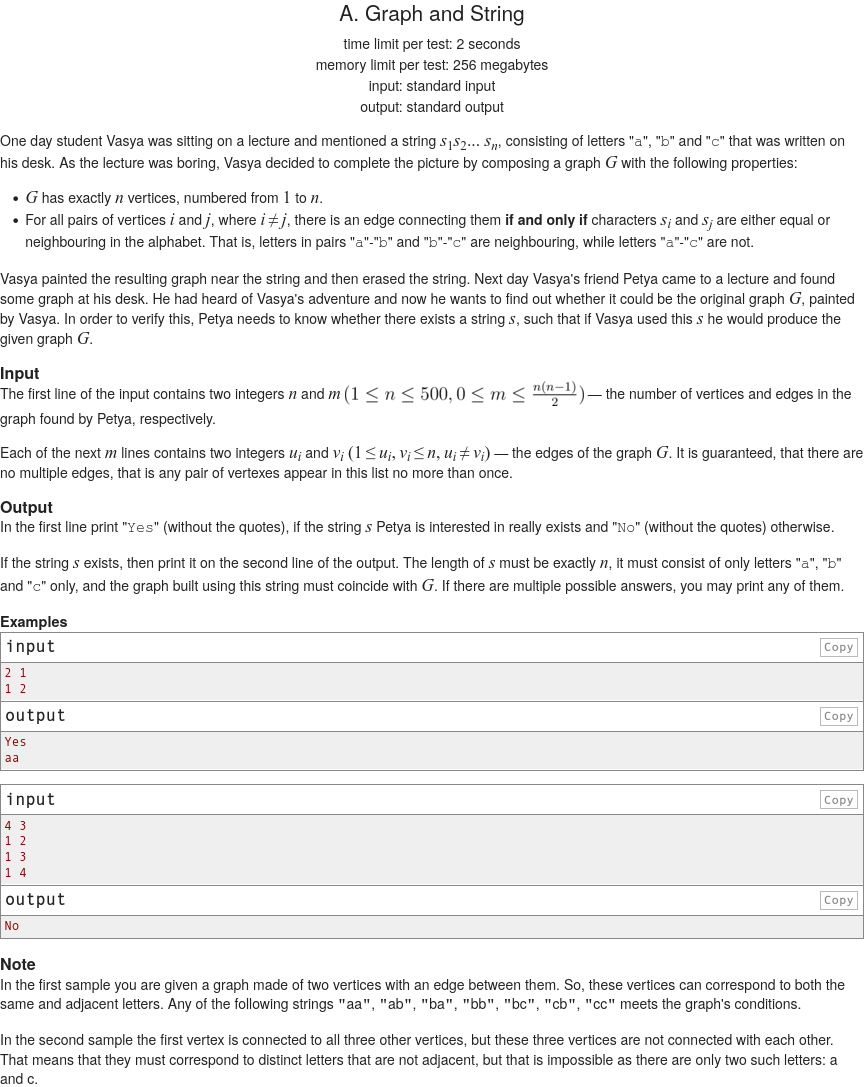 A. Graph and String
time limit per test: 2 seconds
memory limit per test: 256 megabytes
input: standard input
output: standard output
One day student Vasya was sitting on a lecture and mentioned a string s1s2... sn, consisting of letters "a", "b" and "c" that was written on
his desk. As the lecture was boring, Vasya decided to complete the picture by composing a graph G with the following properties:
• G has exactly n vertices, numbered from 1 to n.
• For all pairs of vertices i and j, where i ≠ j, there is an edge connecting them if and only if characters si and sj are either equal or
neighbouring in the alphabet. That is, letters in pairs "a"-"b" and "b"-"c" are neighbouring, while letters "a"-"c" are not.
Vasya painted the resulting graph near the string and then erased the string. Next day Vasya's friend Petya came to a lecture and found
some graph at his desk. He had heard of Vasya's adventure and now he wants to find out whether it could be the original graph G, painted
by Vasya. In order to verify this, Petya needs to know whether there exists a string s, such that if Vasya used this s he would produce the
given graph G.
Input
The first line of the input contains two integers n and m (1 ≤ n ≤ 500, 0 ≤ m ≤ n(n−1)/2) — the number of vertices and edges in the
graph found by Petya, respectively.
Each of the next m lines contains two integers ui and vi (1 ≤ ui, vi ≤ n, ui ≠ vi) — the edges of the graph G. It is guaranteed, that there are
no multiple edges, that is any pair of vertexes appear in this list no more than once.
Output
In the first line print "Yes" (without the quotes), if the string s Petya is interested in really exists and "No" (without the quotes) otherwise.
If the string s exists, then print it on the second line of the output. The length of s must be exactly n, it must consist of only letters "a", "b"
and "c" only, and the graph built using this string must coincide with G. If there are multiple possible answers, you may print any of them.
Examples
input Copy
2 1
1 2
output Copy
Yes
aa
input Copy
4 3
1 2
1 3
1 4
output Copy
No
Note
In the first sample you are given a graph made of two vertices with an edge between them. So, these vertices can correspond to both the
same and adjacent letters. Any of the following strings "aa", "ab", "ba", "bb", "bc", "cb", "cc" meets the graph's conditions.
In the second sample the first vertex is connected to all three other vertices, but these three vertices are not connected with each other.
That means that they must correspond to distinct letters that are not adjacent, but that is impossible as there are only two such letters: a
and c.